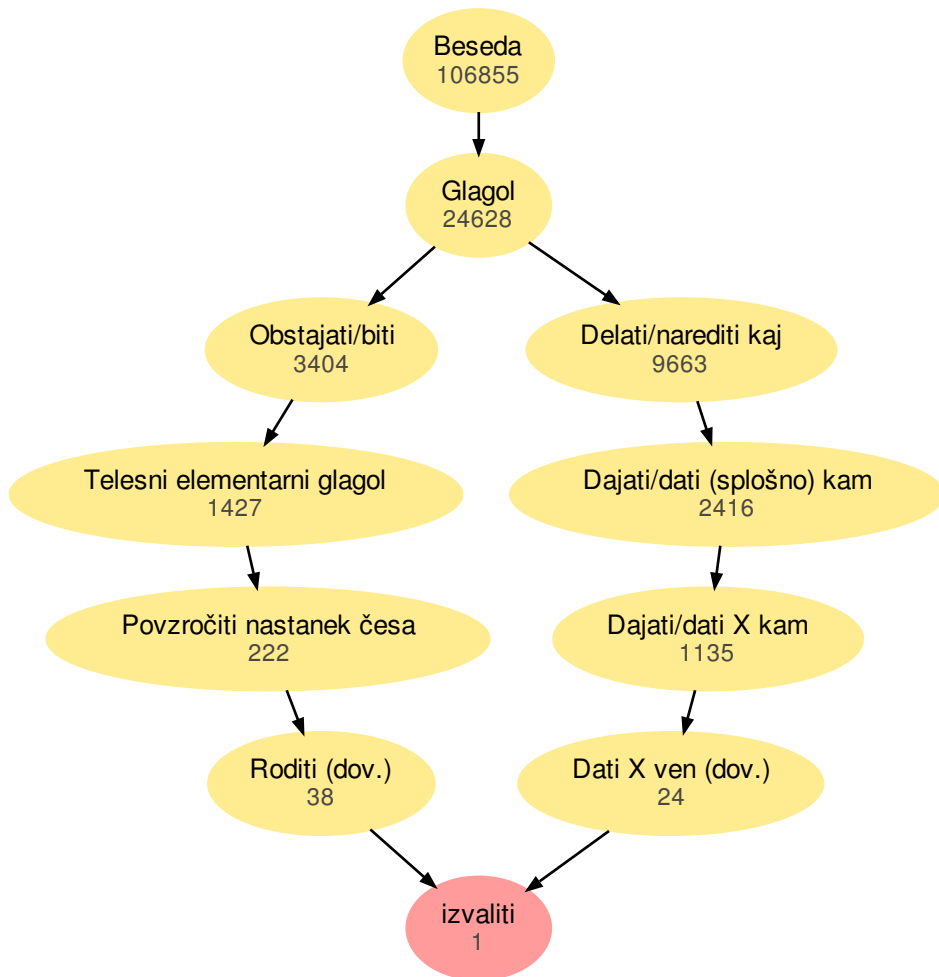 Beseda
106855
Glagol
24628
Obstajati/biti
3404
Delati/narediti kaj
9663
Telesni elementarni glagol
1427
Dajati/dati (splošno) kam
2416
Povzročiti nastanek česa
222
Dajati/dati X kam
1135
Roditi (dov.)
38
Dati X ven (dov.)
24
izvaliti
1